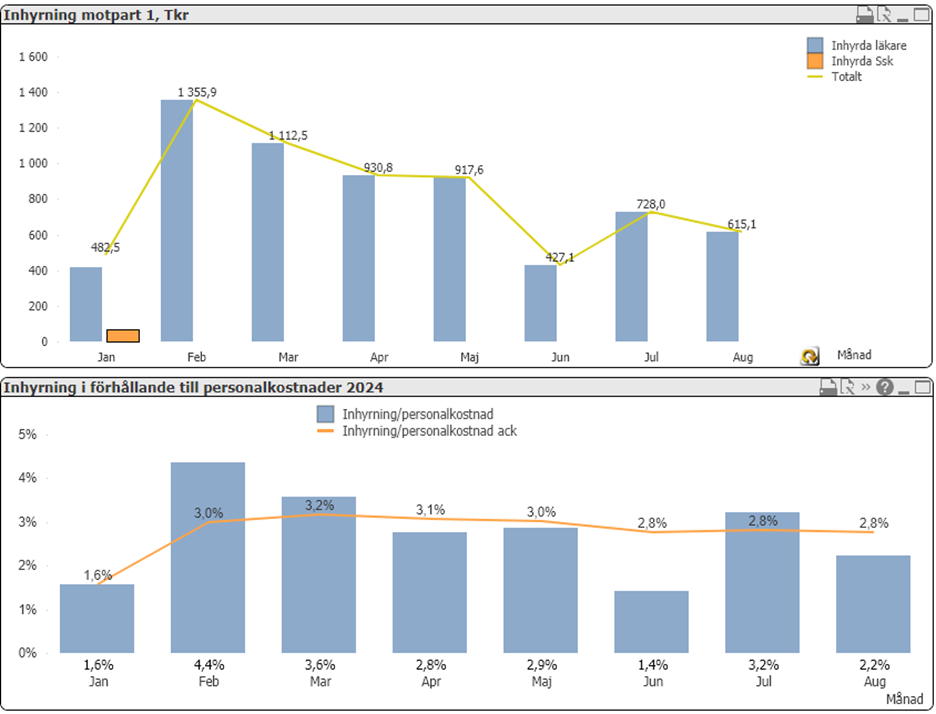 Inhyrning motpart 1, Tkr
Inhyrda läkare
Inhyrda Ssk
Totalt
1 600
1 400
1 200
1 000
800
600
400
200
0
482,5
1 355,9
1 112,5
930,8
917,6
427,1
728,0
615,1
Jan Feb Mar Apr Maj Jun Jul Aug
Månad
Inhyrning i förhållande till personalkostnader 2024
Inhyrning/personalkostnad
Inhyrning/personalkostnad ack
5%
4%
3%
2%
1%
0%
1,6% 3,0% 3,2% 3,1% 3,0% 2,8% 2,8% 2,8%
1,6% 4,4% 3,6% 2,8% 2,9% 1,4% 3,2% 2,2%
Jan Feb Mar Apr Maj Jun Jul Aug
Månad